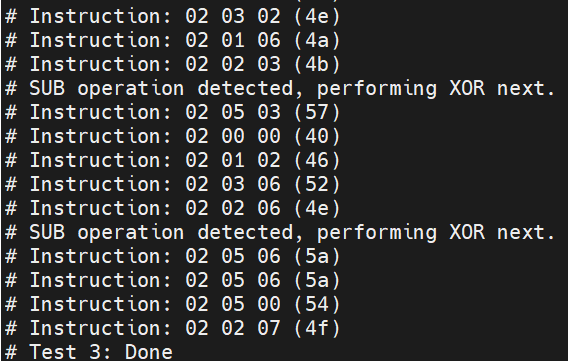 # Instruction: 02 03 02 (4e)
# Instruction: 02 01 06 (4a)
# Instruction: 02 02 03 (4b)
# SUB operation detected, performing XOR next.
# Instruction: 02 05 03 (57)
# Instruction: 02 00 00 (40)
# Instruction: 02 01 02 (46)
# Instruction: 02 03 06 (52)
# Instruction: 02 02 06 (4e)
# SUB operation detected, performing XOR next.
# Instruction: 02 05 06 (5a)
# Instruction: 02 05 06 (5a)
# Instruction: 02 05 00 (54)
# Instruction: 02 02 07 (4f)
# Test 3: Done